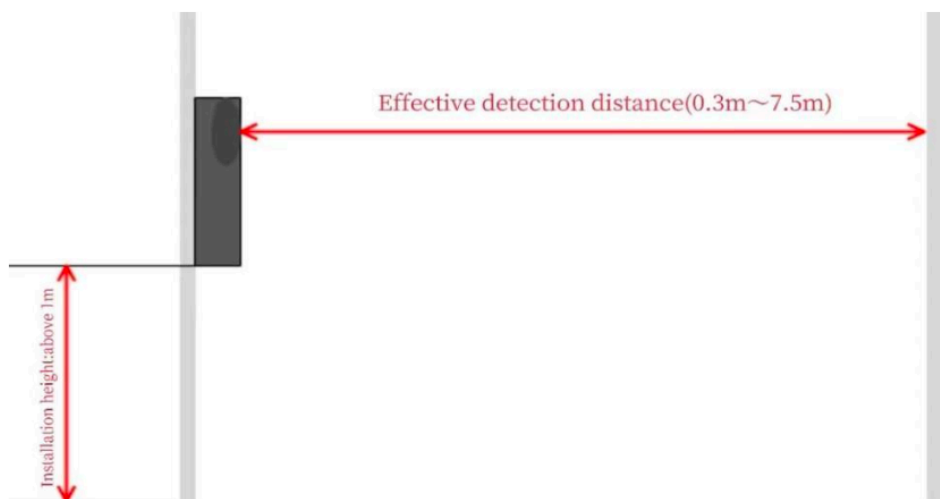 Effective detection distance(0.3m～7.5m)
Installation height:above 1m